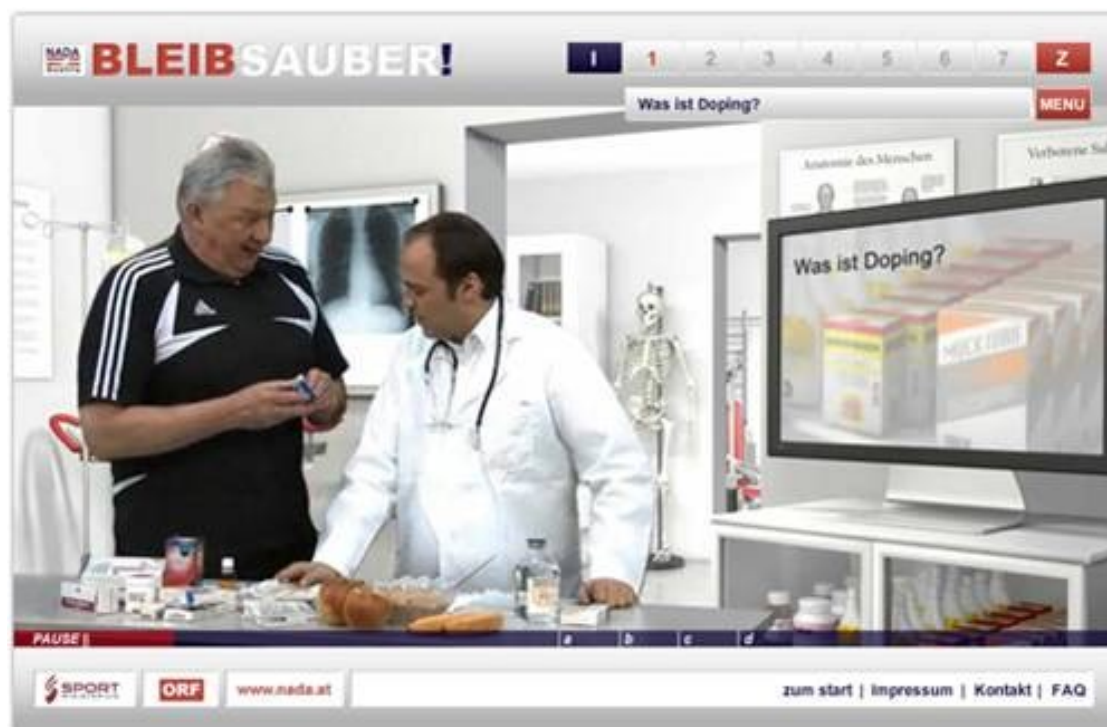 NADA
Austria
BLEIBSAUBER!
I 1 2 3 4 5 6 7 Z
Was ist Doping?
MENU
Anatomie des Menschen
Verbotene Su
Was ist Doping?
PAUSE ||
a b c d
SPORT
ORF
www.nada.at
zum start | Impressum | Kontakt | FAQ